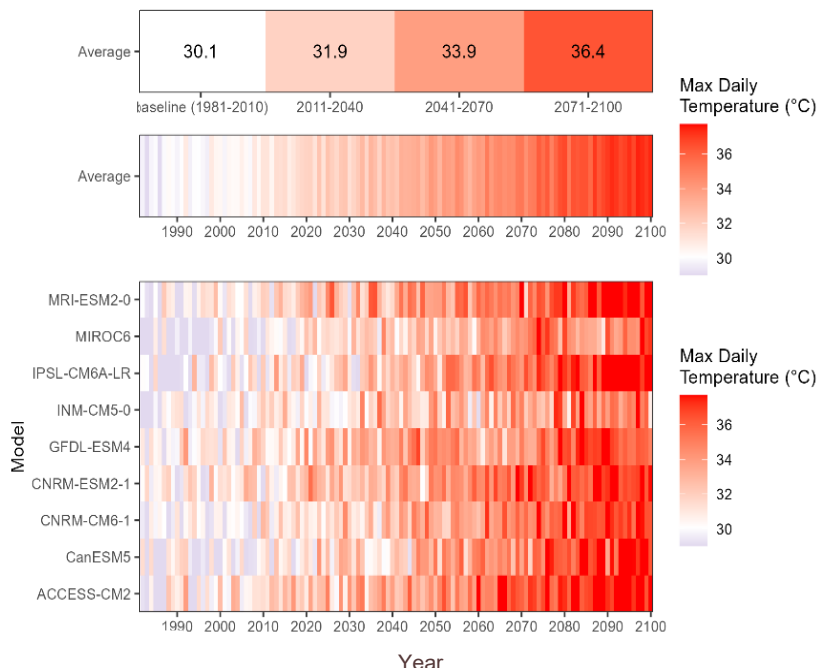 Average
30.1 31.9 33.9 36.4
baseline (1981-2010) 2011-2040 2041-2070 2071-2100
Max Daily
Temperature (°C)
36
34
32
30
Average
1990 2000 2010 2020 2030 2040 2050 2060 2070 2080 2090 2100
Model
MRI-ESM2-0
MIROC6
IPSL-CM6A-LR
INM-CM5-0
GFDL-ESM4
CNRM-ESM2-1
CNRM-CM6-1
CanESM5
ACCESS-CM2
1990 2000 2010 2020 2030 2040 2050 2060 2070 2080 2090 2100
Year
Max Daily
Temperature (°C)
36
34
32
30